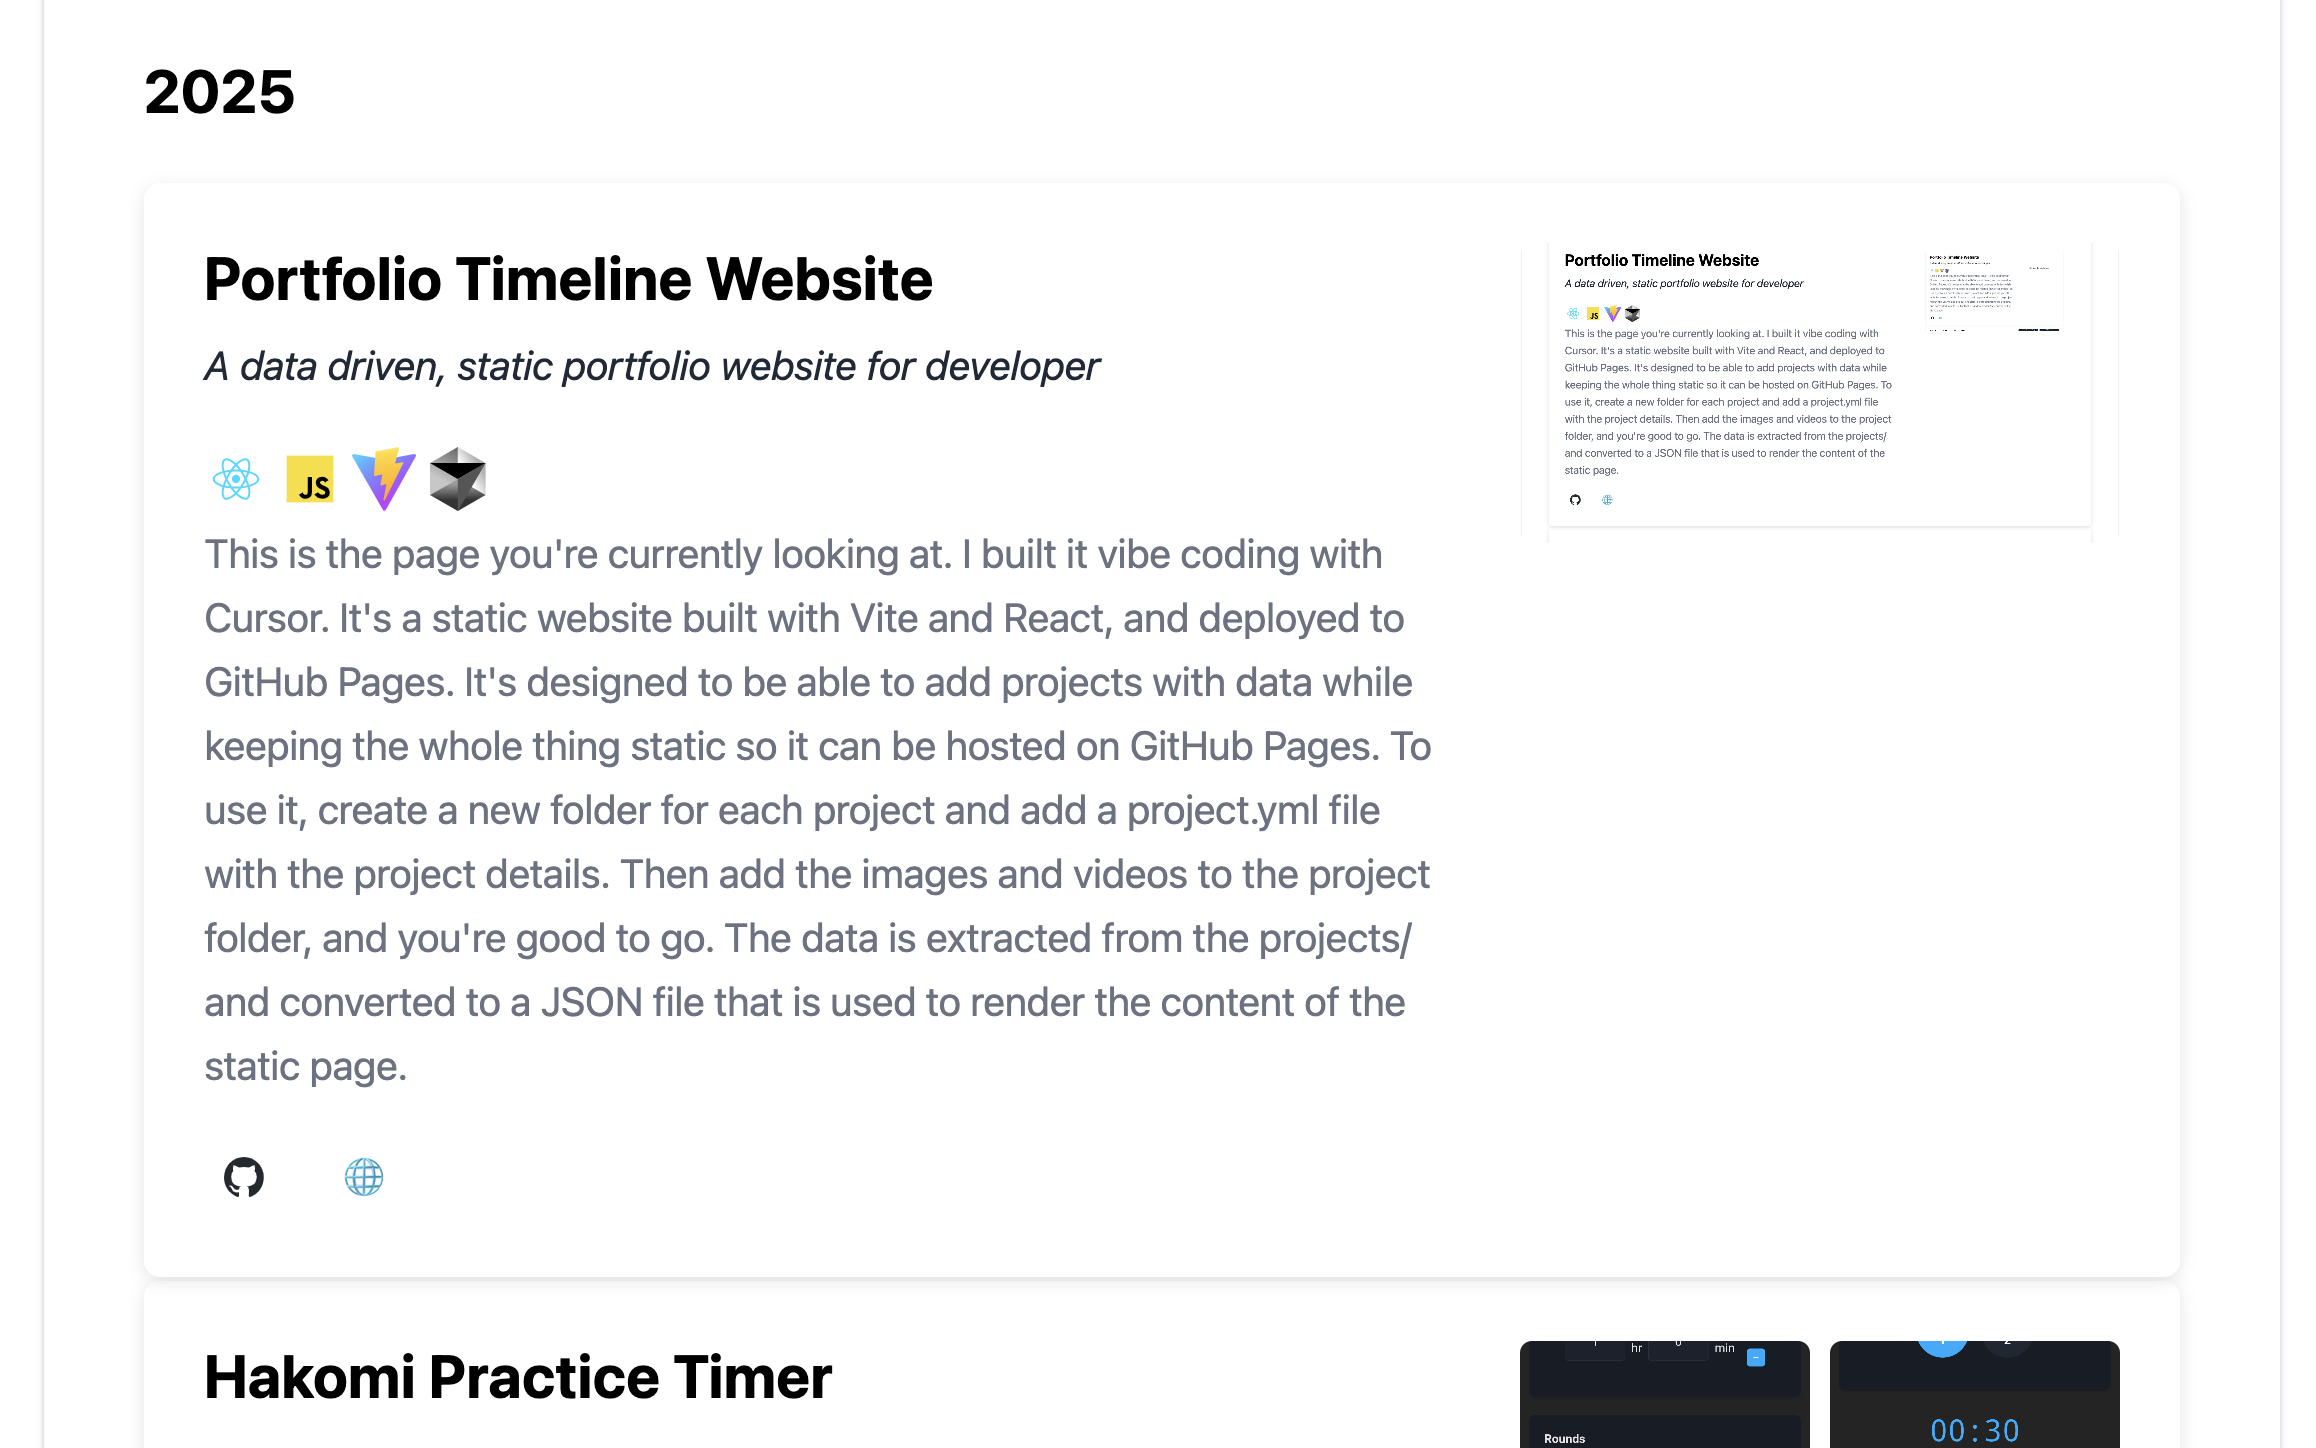 2025
Portfolio Timeline Website
A data driven, static portfolio website for developer
JS
This is the page you're currently looking at. I built it vibe coding with
Cursor. It's a static website built with Vite and React, and deployed to
GitHub Pages. It's designed to be able to add projects with data while
keeping the whole thing static so it can be hosted on GitHub Pages. To
use it, create a new folder for each project and add a project.yml file
with the project details. Then add the images and videos to the project
folder, and you're good to go. The data is extracted from the projects/
and converted to a JSON file that is used to render the content of the
static page.
Portfolio Timeline Website
A data driven, static portfolio website for developer
JS
This is the page you're currently looking at. I built it vibe coding with
Cursor. It's a static website built with Vite and React, and deployed to
GitHub Pages. It's designed to be able to add projects with data while
keeping the whole thing static so it can be hosted on GitHub Pages. To
use it, create a new folder for each project and add a project.yml file
with the project details. Then add the images and videos to the project
folder, and you're good to go. The data is extracted from the projects/
and converted to a JSON file that is used to render the content of the
static page.
Portfolio Timeline Website
Hakomi Practice Timer
hr min
Rounds
00:30